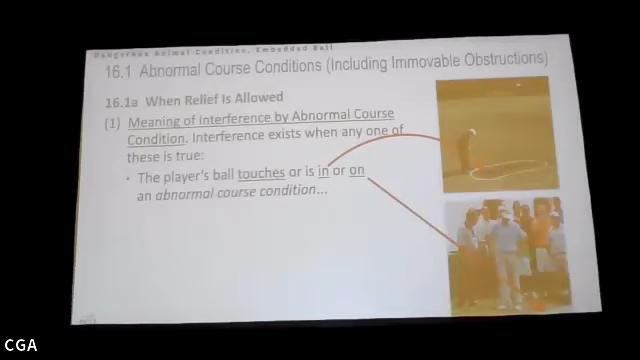 Dangerous Animal Condition, Embedded Ball
16.1 Abnormal Course Conditions (Including Immovable Obstructions)
16.1a When Relief Is Allowed
(1) Meaning of Interference by Abnormal Course
Condition. Interference exists when any one of
these is true:
• The player's ball touches or is in or on
an abnormal course condition...
CGA